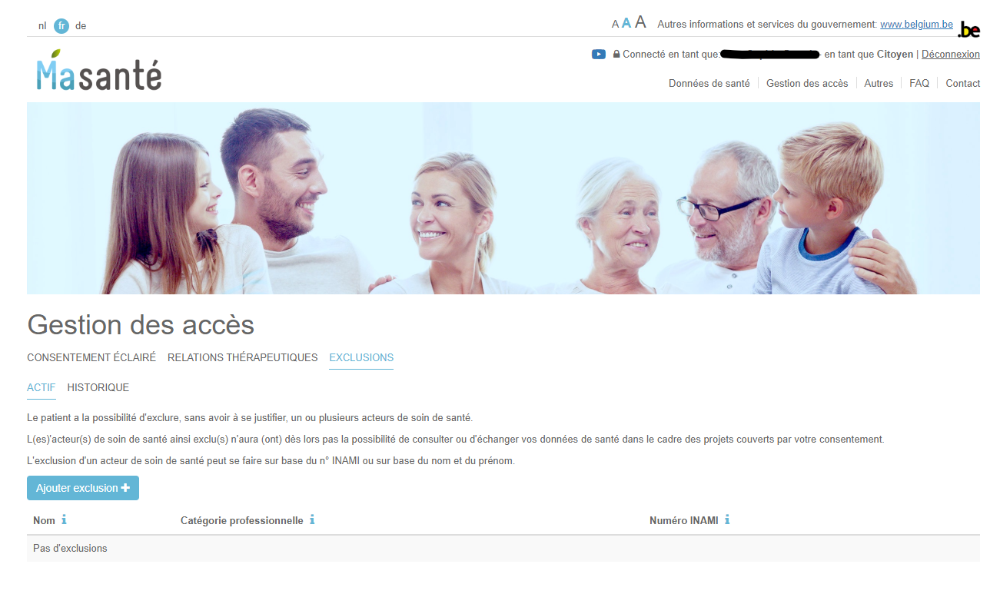 nl fr de
A A A Autres informations et services du gouvernement: www.belgium.be .be
Connecté en tant que: en tant que Citoyen | Déconnexion
Masanté
Données de santé | Gestion des accès | Autres | FAQ | Contact
Gestion des accès
CONSENTEMENT ÉCLAIRÉ RELATIONS THÉRAPEUTIQUES EXCLUSIONS
ACTIF HISTORIQUE
Le patient a la possibilité d'exclure, sans avoir à se justifier, un ou plusieurs acteurs de soin de santé.
L(es)'acteur(s) de soin de santé ainsi exclu(s) n'aura (ont) dès lors pas la possibilité de consulter ou d'échanger vos données de santé dans le cadre des projets couverts par votre consentement.
L'exclusion d'un acteur de soin de santé peut se faire sur base du n° INAMI ou sur base du nom et du prénom.
Ajouter exclusion +
Nom i Catégorie professionnelle i Numéro INAMI i
Pas d'exclusions